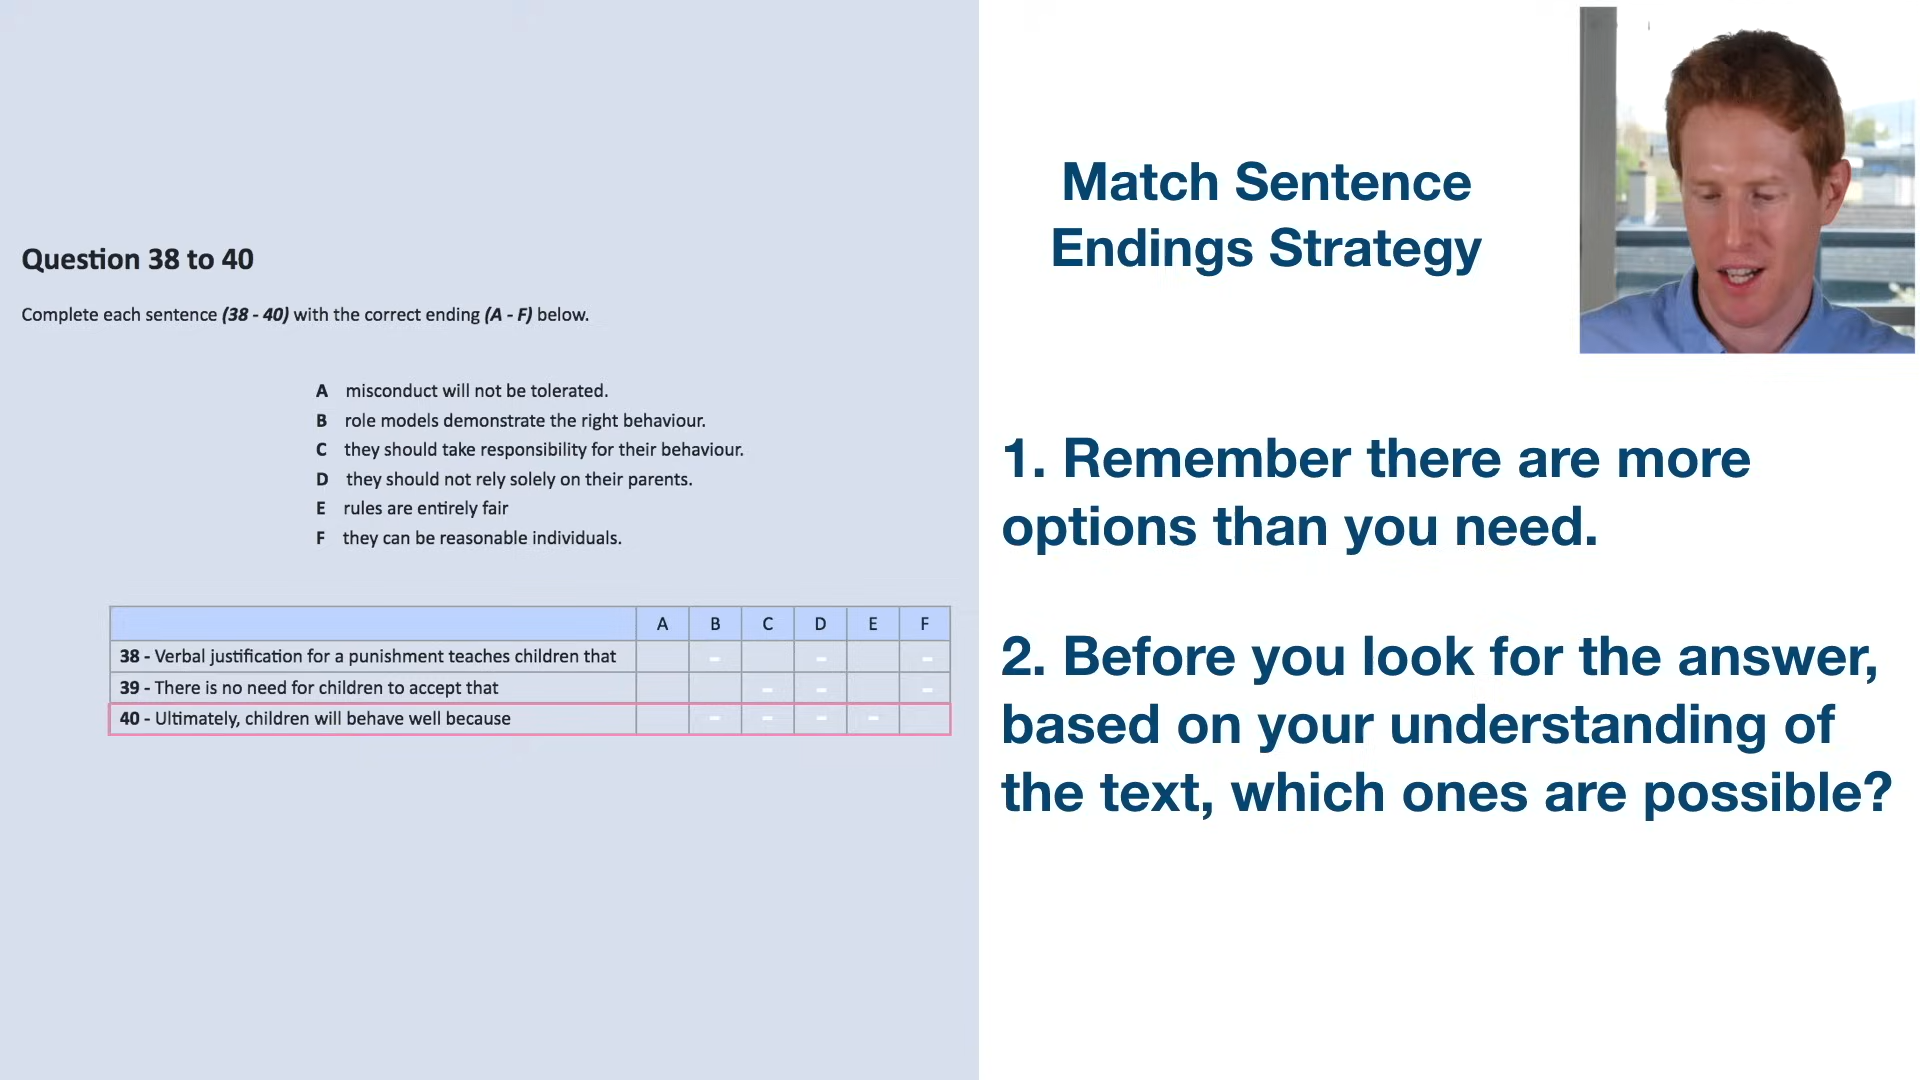 Question 38 to 40
Complete each sentence (38 - 40) with the correct ending (A - F) below.
A misconduct will not be tolerated.
B role models demonstrate the right behaviour.
C they should take responsibility for their behaviour.
D they should not rely solely on their parents.
E rules are entirely fair
F they can be reasonable individuals.
A B C D E F
38 - Verbal justification for a punishment teaches children that - - -
39 - There is no need for children to accept that - - -
40 - Ultimately, children will behave well because - - - -
Match Sentence
Endings Strategy
1. Remember there are more
options than you need.
2. Before you look for the answer,
based on your understanding of
the text, which ones are possible?